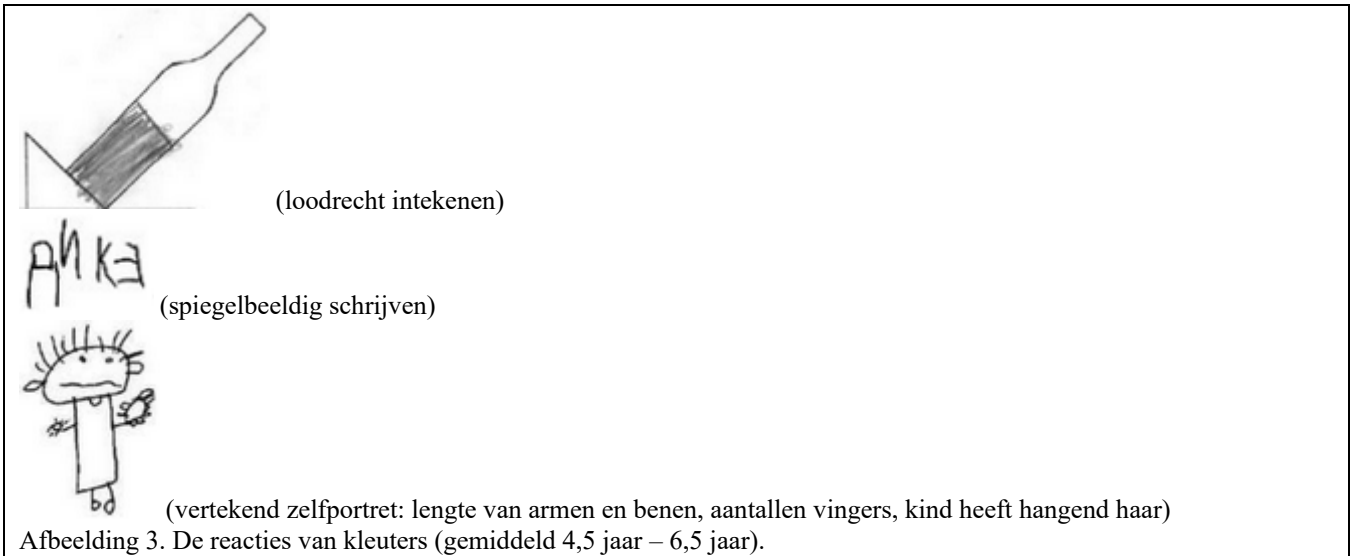 (loodrecht intekenen)
AИKƎ (spiegelbeeldig schrijven)
(vertekend zelfportret: lengte van armen en benen, aantallen vingers, kind heeft hangend haar)
Afbeelding 3. De reacties van kleuters (gemiddeld 4,5 jaar – 6,5 jaar).